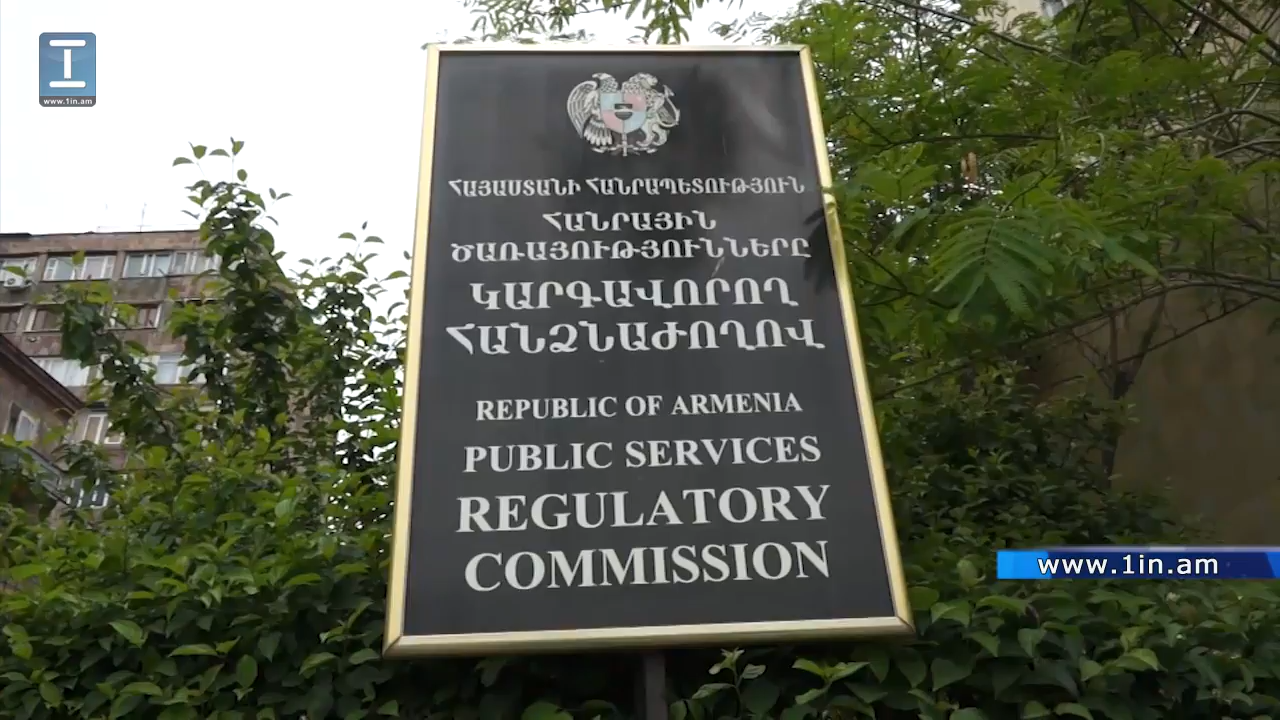 I
www.1in.am
ՀԱՅԱՍՏԱՆԻ ՀԱՆՐԱՊԵՏՈՒԹՅՈՒՆ
ՀԱՆՐԱՅԻՆ
ԾԱՌԱՅՈՒԹՅՈՒՆՆԵՐԸ
ԿԱՐԳԱՎՈՐՈՂ
ՀԱՆՁՆԱԺՈՂՈՎ
REPUBLIC OF ARMENIA
PUBLIC SERVICES
REGULATORY
COMMISSION
www.1in.am